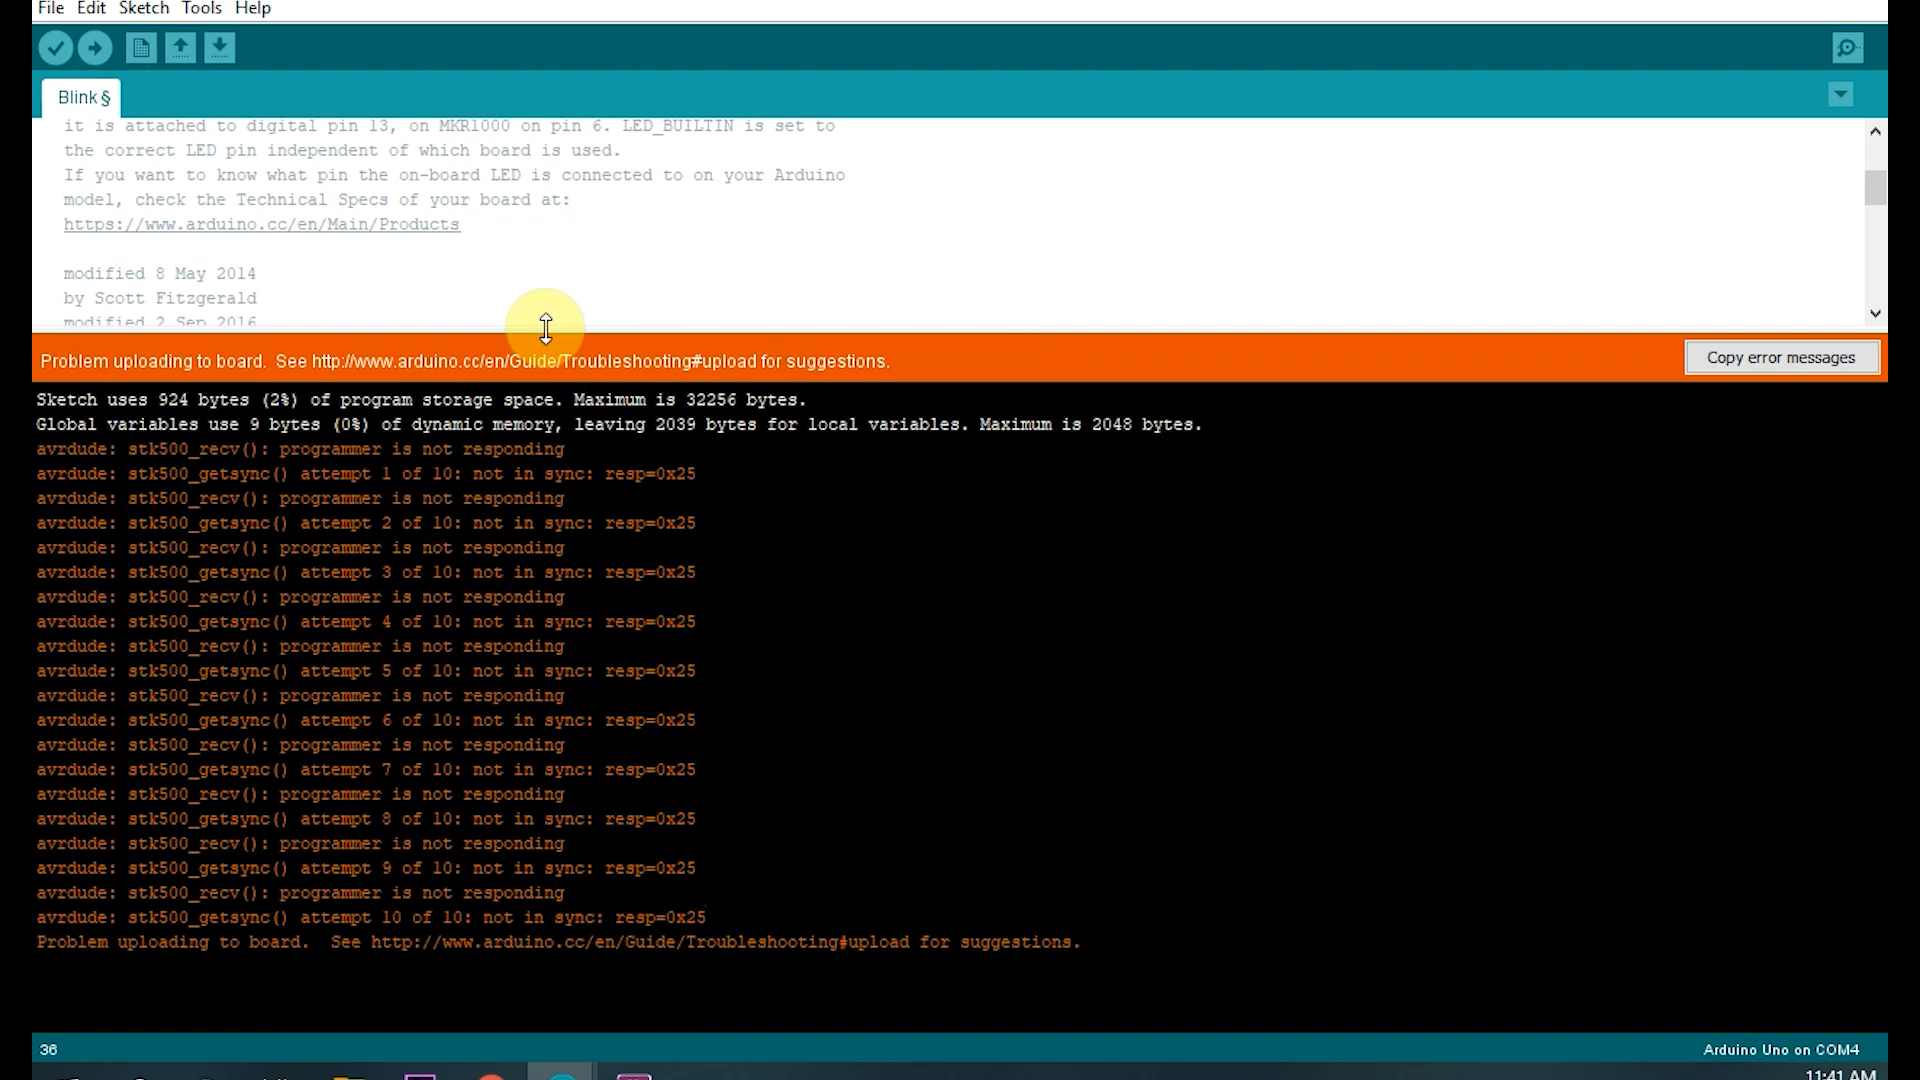 File Edit Sketch Tools Help
Blink §
it is attached to digital pin 13, on MKR1000 on pin 6. LED_BUILTIN is set to
the correct LED pin independent of which board is used.
If you want to know what pin the on-board LED is connected to on your Arduino
model, check the Technical Specs of your board at:
https://www.arduino.cc/en/Main/Products
modified 8 May 2014
by Scott Fitzgerald
modified 2 Sep 2016
Problem uploading to board. See http://www.arduino.cc/en/Guide/Troubleshooting#upload for suggestions.
Copy error messages
Sketch uses 924 bytes (2%) of program storage space. Maximum is 32256 bytes.
Global variables use 9 bytes (0%) of dynamic memory, leaving 2039 bytes for local variables. Maximum is 2048 bytes.
avrdude: stk500_recv(): programmer is not responding
avrdude: stk500_getsync() attempt 1 of 10: not in sync: resp=0x25
avrdude: stk500_recv(): programmer is not responding
avrdude: stk500_getsync() attempt 2 of 10: not in sync: resp=0x25
avrdude: stk500_recv(): programmer is not responding
avrdude: stk500_getsync() attempt 3 of 10: not in sync: resp=0x25
avrdude: stk500_recv(): programmer is not responding
avrdude: stk500_getsync() attempt 4 of 10: not in sync: resp=0x25
avrdude: stk500_recv(): programmer is not responding
avrdude: stk500_getsync() attempt 5 of 10: not in sync: resp=0x25
avrdude: stk500_recv(): programmer is not responding
avrdude: stk500_getsync() attempt 6 of 10: not in sync: resp=0x25
avrdude: stk500_recv(): programmer is not responding
avrdude: stk500_getsync() attempt 7 of 10: not in sync: resp=0x25
avrdude: stk500_recv(): programmer is not responding
avrdude: stk500_getsync() attempt 8 of 10: not in sync: resp=0x25
avrdude: stk500_recv(): programmer is not responding
avrdude: stk500_getsync() attempt 9 of 10: not in sync: resp=0x25
avrdude: stk500_recv(): programmer is not responding
avrdude: stk500_getsync() attempt 10 of 10: not in sync: resp=0x25
Problem uploading to board. See http://www.arduino.cc/en/Guide/Troubleshooting#upload for suggestions.
36
Arduino Uno on COM4
11:41 AM